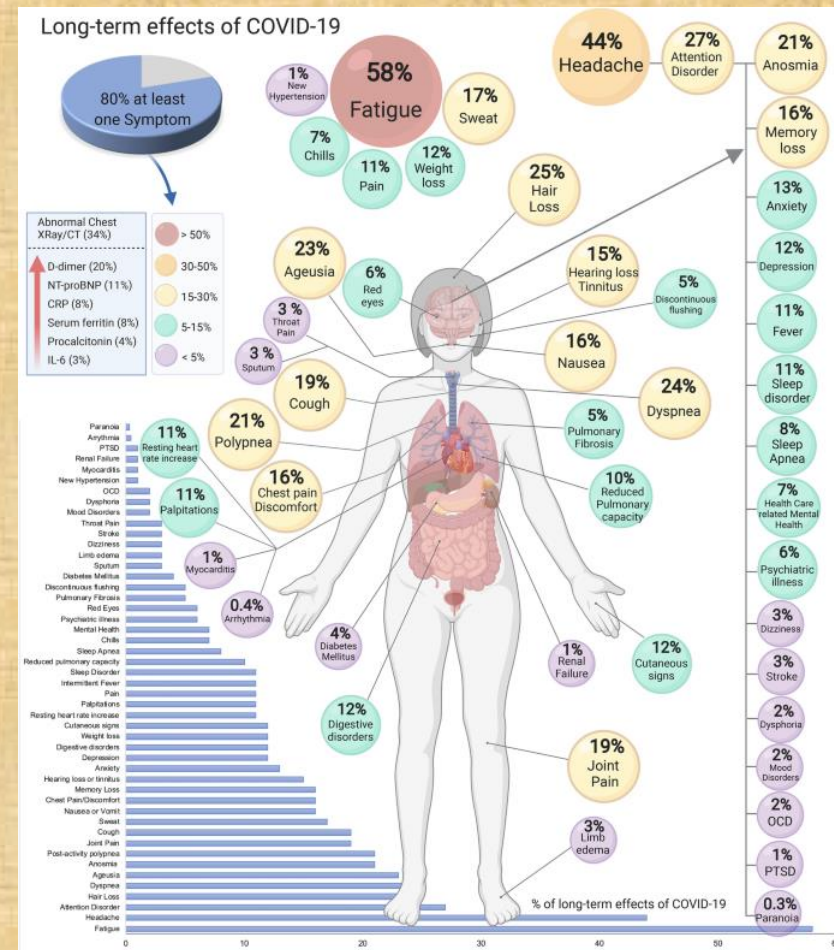 Long-term effects of COVID-19
80% at least
one Symptom
Abnormal Chest
XRay/CT (34%)
D-dimer (20%)
NT-proBNP (11%)
CRP (8%)
Serum ferritin (8%)
Procalcitonin (4%)
IL-6 (3%)
> 50%
30-50%
15-30%
5-15%
< 5%
1%
New
Hypertension
58%
Fatigue
17%
Sweat
7%
Chills
11%
Pain
12%
Weight
loss
44%
Headache
27%
Attention
Disorder
21%
Anosmia
16%
Memory
loss
13%
Anxiety
12%
Depression
11%
Fever
11%
Sleep
disorder
8%
Sleep
Apnea
7%
Health Care
related Mental
Health
6%
Psychiatric
illness
3%
Dizziness
3%
Stroke
2%
Dysphoria
2%
Mood
Disorders
2%
OCD
1%
PTSD
0.3%
Paranoia
25%
Hair
Loss
23%
Ageusia
6%
Red
eyes
15%
Hearing loss
Tinnitus
5%
Discontinuous
flushing
3 %
Throat
Pain
3 %
Sputum
16%
Nausea
19%
Cough
24%
Dyspnea
21%
Polypnea
5%
Pulmonary
Fibrosis
16%
Chest pain
Discomfort
10%
Reduced
Pulmonary
capacity
11%
Resting heart
rate increase
11%
Palpitations
1%
Myocarditis
0.4%
Arrhythmia
4%
Diabetes
Mellitus
1%
Renal
Failure
12%
Cutaneous
signs
12%
Digestive
disorders
19%
Joint
Pain
3%
Limb
edema
Paranoia
Arrythmia
PTSD
Renal Failure
Myocarditis
New Hypertension
OCD
Dysphoria
Mood Disorders
Throat Pain
Stroke
Dizziness
Limb edema
Sputum
Diabetes Mellitus
Discontinuous flushing
Pulmonary Fibrosis
Red Eyes
Psychiatric illness
Mental Health
Chills
Sleep Apnea
Reduced pulmonary capacity
Sleep Disorder
Intermittent Fever
Pain
Palpitations
Resting heart rate increase
Cutaneous signs
Weight loss
Digestive disorders
Depression
Anxiety
Hearing loss or tinnitus
Memory Loss
Chest Pain/Discomfort
Nausea or Vomit
Sweat
Cough
Joint Pain
Post-activity polypnea
Anosmia
Ageusia
Dyspnea
Hair Loss
Attention Disorder
Headache
Fatigue
% of long-term effects of COVID-19
0
10
20
30
40
50